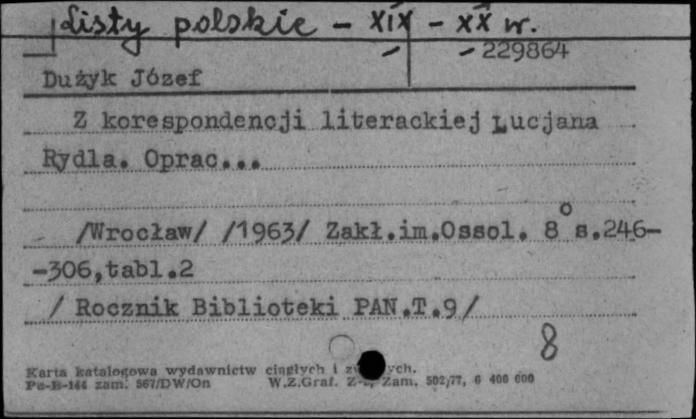 Listy polskie - XIX - XX w.
- - 229864
Dużyk Józef
Z korespondencji literackiej Lucjana
Rydla. Oprac...
/Wrocław/ /1963/ Zakł.im.Ossol. 8° s.246-
-306,tabl.2
/ Rocznik Biblioteki PAN.T.9/
8
Karta katalogowa wydawnictw ciągłych i
Pu-B-144 zam. 567/DW/On W.Z.Graf. Zam. 502/77, 6 400 000